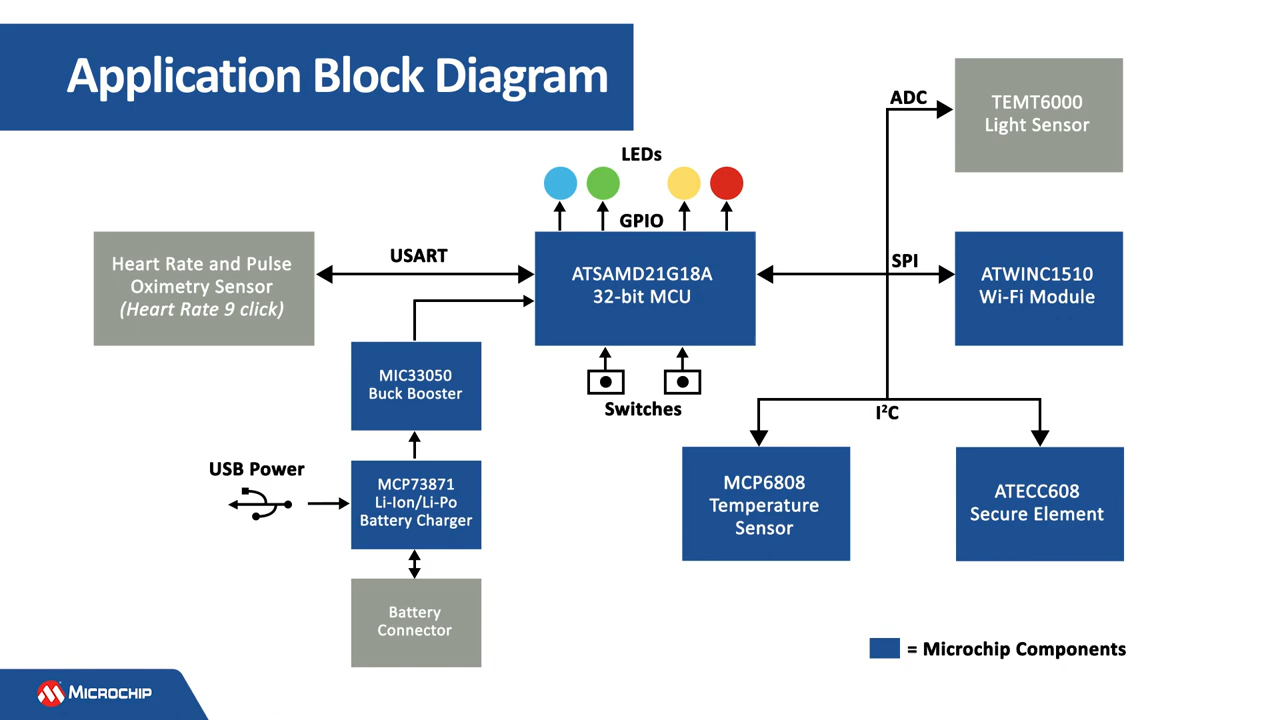 Application Block Diagram
ADC
TEMT6000
Light Sensor
LEDs
GPIO
Heart Rate and Pulse
Oximetry Sensor
(Heart Rate 9 click)
USART
ATSAMD21G18A
32-bit MCU
SPI
ATWINC1510
Wi-Fi Module
MIC33050
Buck Booster
Switches
I²C
USB Power
MCP73871
Li-Ion/Li-Po
Battery Charger
MCP6808
Temperature
Sensor
ATECC608
Secure Element
Battery
Connector
= Microchip Components
MICROCHIP